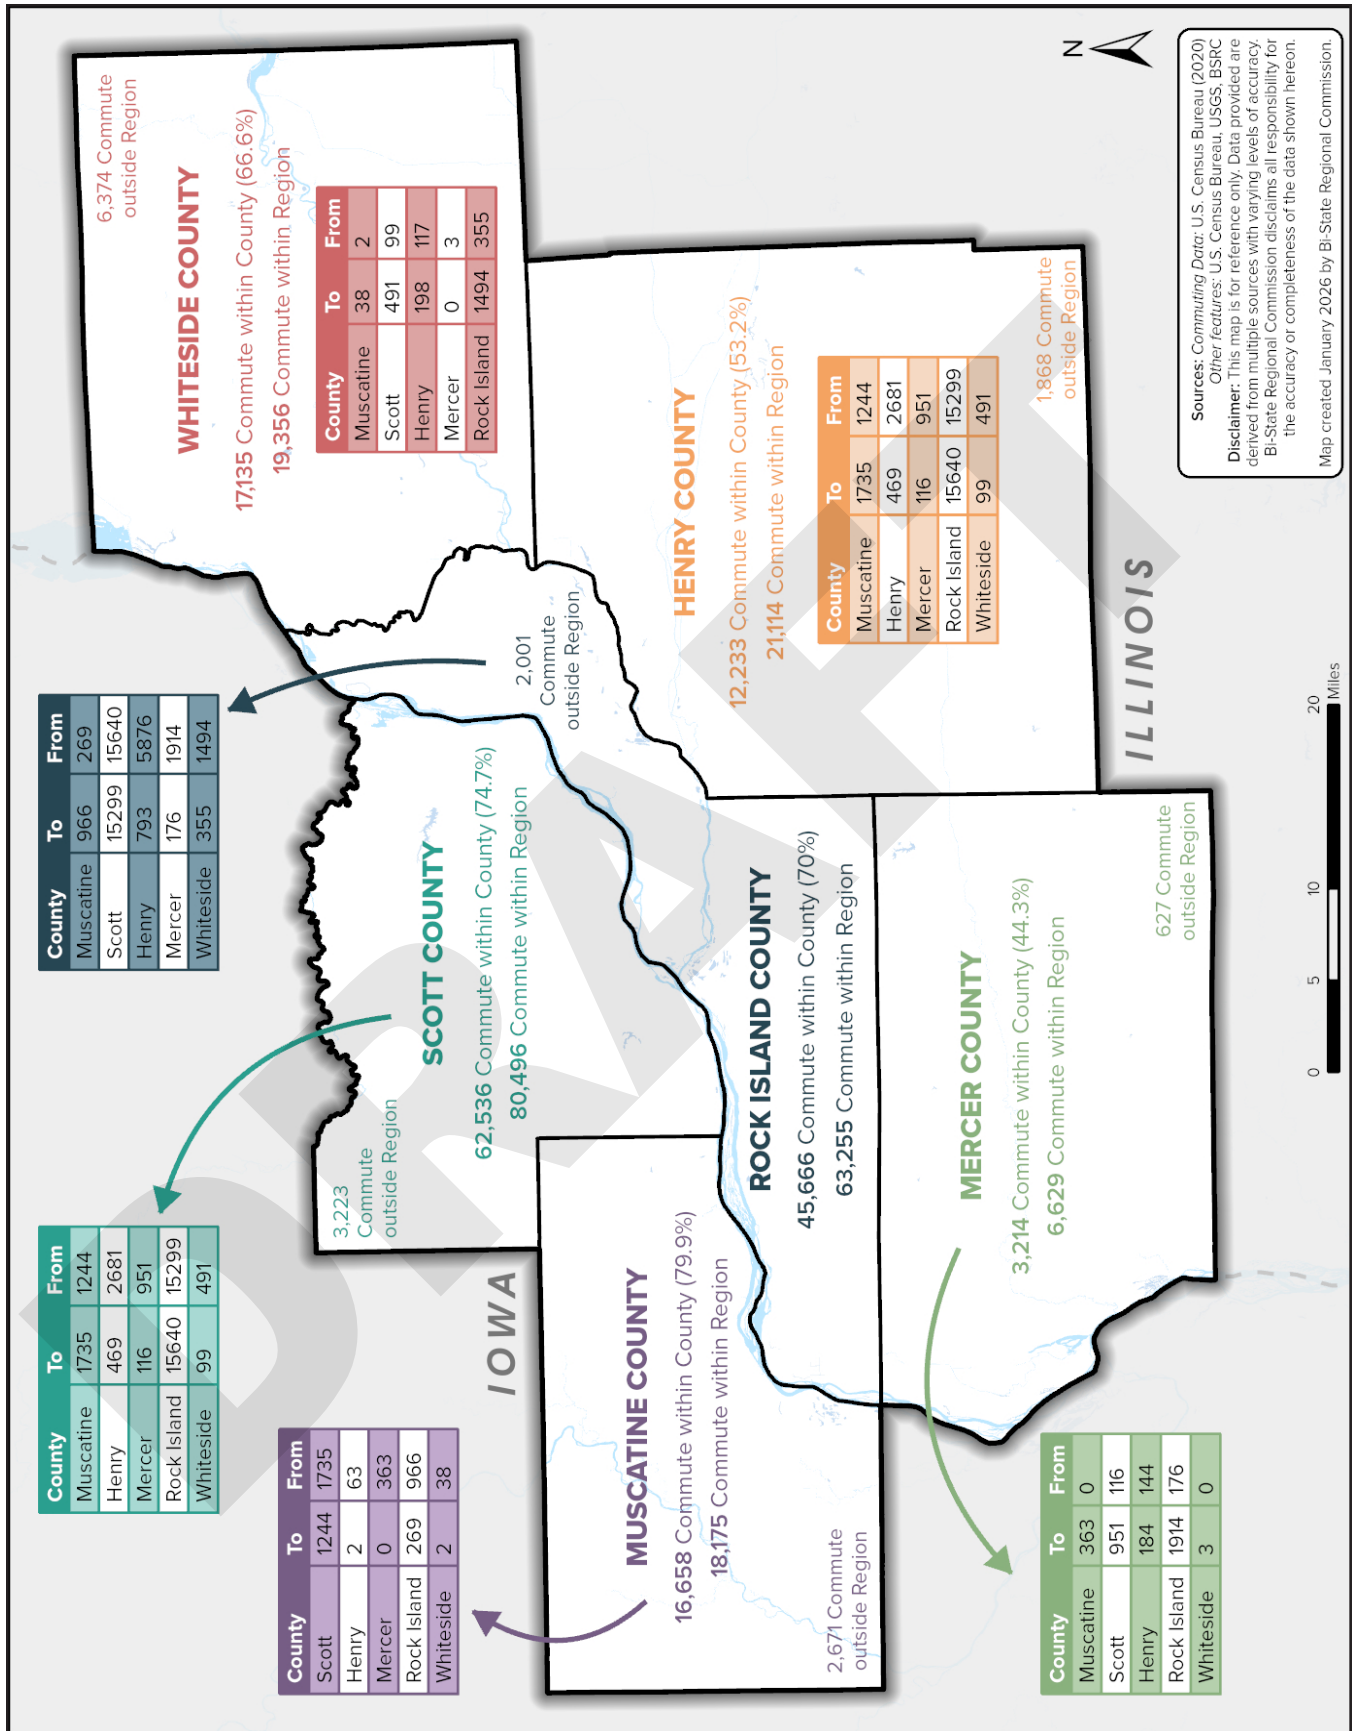 County To From
Muscatine 1735 1244
Henry 469 2681
Mercer 116 951
Rock Island 15640 15299
Whiteside 99 491
County To From
Muscatine 966 269
Scott 15299 15640
Henry 793 5876
Mercer 176 1914
Whiteside 355 1494
6,374 Commute
outside Region
WHITESIDE COUNTY
17,135 Commute within County (66.6%)
19,356 Commute within Region
County To From
Muscatine 38 2
Scott 491 99
Henry 198 117
Mercer 0 3
Rock Island 1494 355
County To From
Scott 1244 1735
Henry 2 63
Mercer 0 363
Rock Island 269 966
Whiteside 2 38
3,223
Commute
outside Region
SCOTT COUNTY
62,536 Commute within County (74.7%)
80,496 Commute within Region
2,001
Commute
outside Region
IOWA
MUSCATINE COUNTY
16,658 Commute within County (79.9%)
18,175 Commute within Region
2,671 Commute
outside Region
ROCK ISLAND COUNTY
45,666 Commute within County (70%)
63,255 Commute within Region
HENRY COUNTY
12,233 Commute within County (53.2%)
21,114 Commute within Region
County To From
Muscatine 1735 1244
Henry 469 2681
Mercer 116 951
Rock Island 15640 15299
Whiteside 99 491
1,868 Commute
outside Region
MERCER COUNTY
3,214 Commute within County (44.3%)
6,629 Commute within Region
627 Commute
outside Region
ILLINOIS
County To From
Muscatine 363 0
Scott 951 116
Henry 184 144
Rock Island 1914 176
Whiteside 3 0
DRAFT
N
0 5 10 20
Miles
Sources: Commuting Data: U.S. Census Bureau (2020)
Other features: U.S. Census Bureau, USGS, BSRC
Disclaimer: This map is for reference only. Data provided are
derived from multiple sources with varying levels of accuracy.
Bi-State Regional Commission disclaims all responsibility for
the accuracy or completeness of the data shown hereon.
Map created January 2026 by Bi-State Regional Commission.